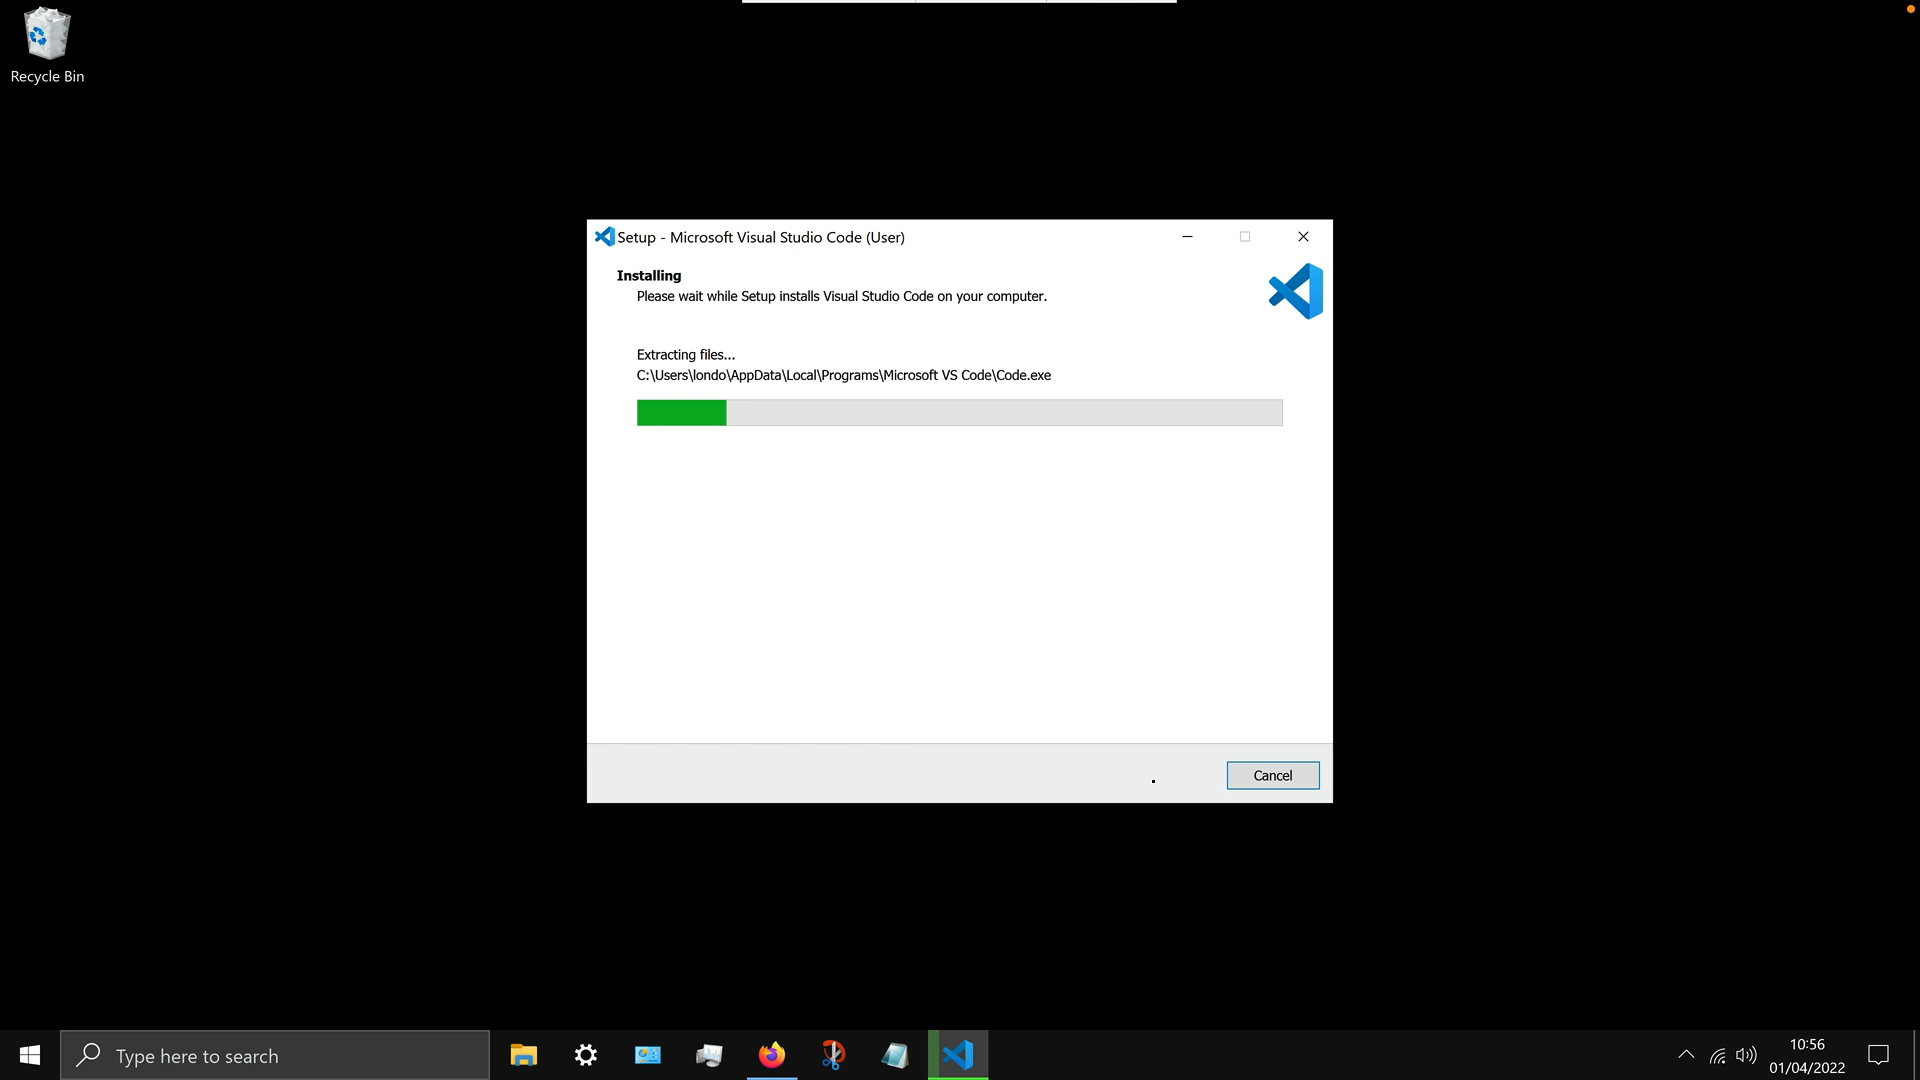 Recycle Bin
Setup - Microsoft Visual Studio Code (User)
Installing
Please wait while Setup installs Visual Studio Code on your computer.
Extracting files...
C:\Users\londo\AppData\Local\Programs\Microsoft VS Code\Code.exe
Cancel
Type here to search
10:56
01/04/2022